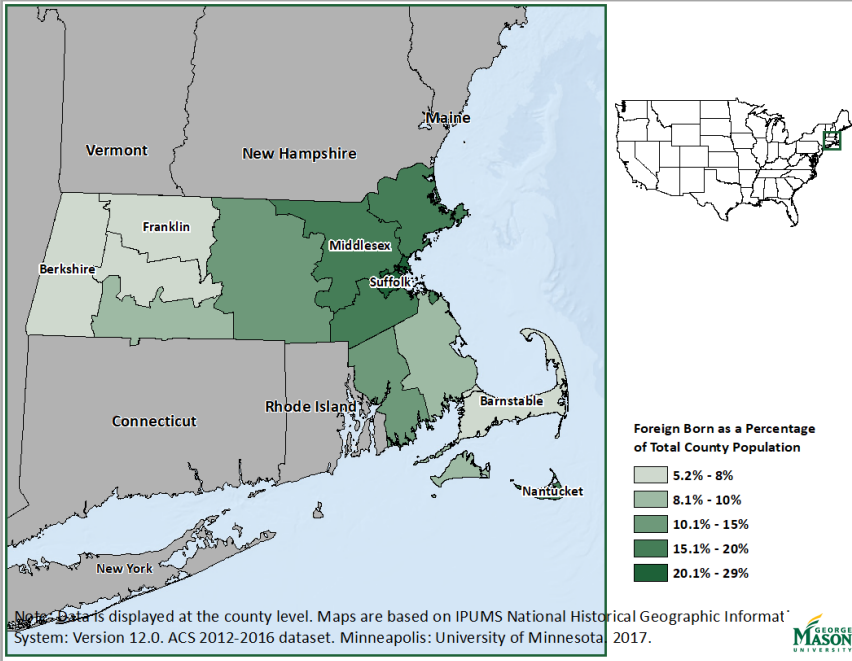 Maine
Vermont
New Hampshire
Franklin
Middlesex
Berkshire
Suffolk
Barnstable
Rhode Island
Connecticut
Nantucket
New York
Foreign Born as a Percentage
of Total County Population
5.2% - 8%
8.1% - 10%
10.1% - 15%
15.1% - 20%
20.1% - 29%
Note: Data is displayed at the county level. Maps are based on IPUMS National Historical Geographic Informat
System: Version 12.0. ACS 2012-2016 dataset. Minneapolis: University of Minnesota. 2017.
GEORGE
MASON
UNIVERSITY